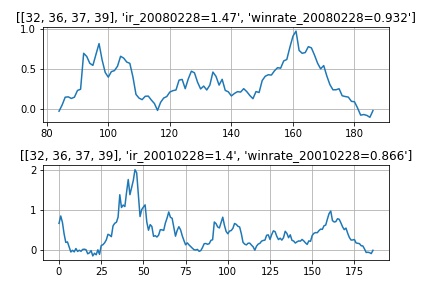 [[32, 36, 37, 39], 'ir_20080228=1.47', 'winrate_20080228=0.932']
1.0
0.5
0.0
80 100 120 140 160 180
[[32, 36, 37, 39], 'ir_20010228=1.4', 'winrate_20010228=0.866']
2
1
0
0 25 50 75 100 125 150 175